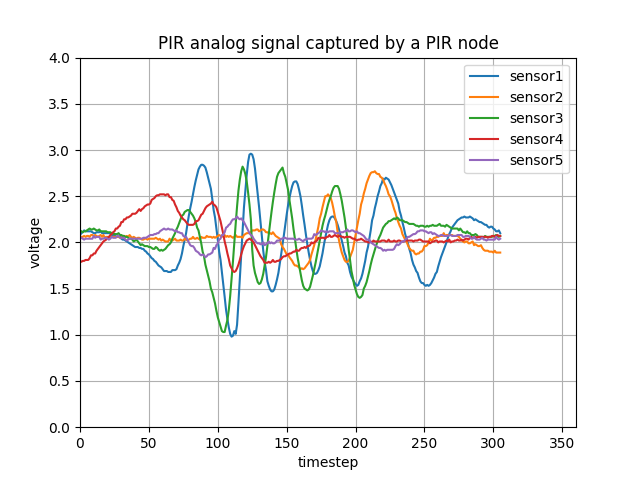 PIR analog signal captured by a PIR node
voltage
4.0
3.5
3.0
2.5
2.0
1.5
1.0
0.5
0.0
sensor1
sensor2
sensor3
sensor4
sensor5
0 50 100 150 200 250 300 350
timestep